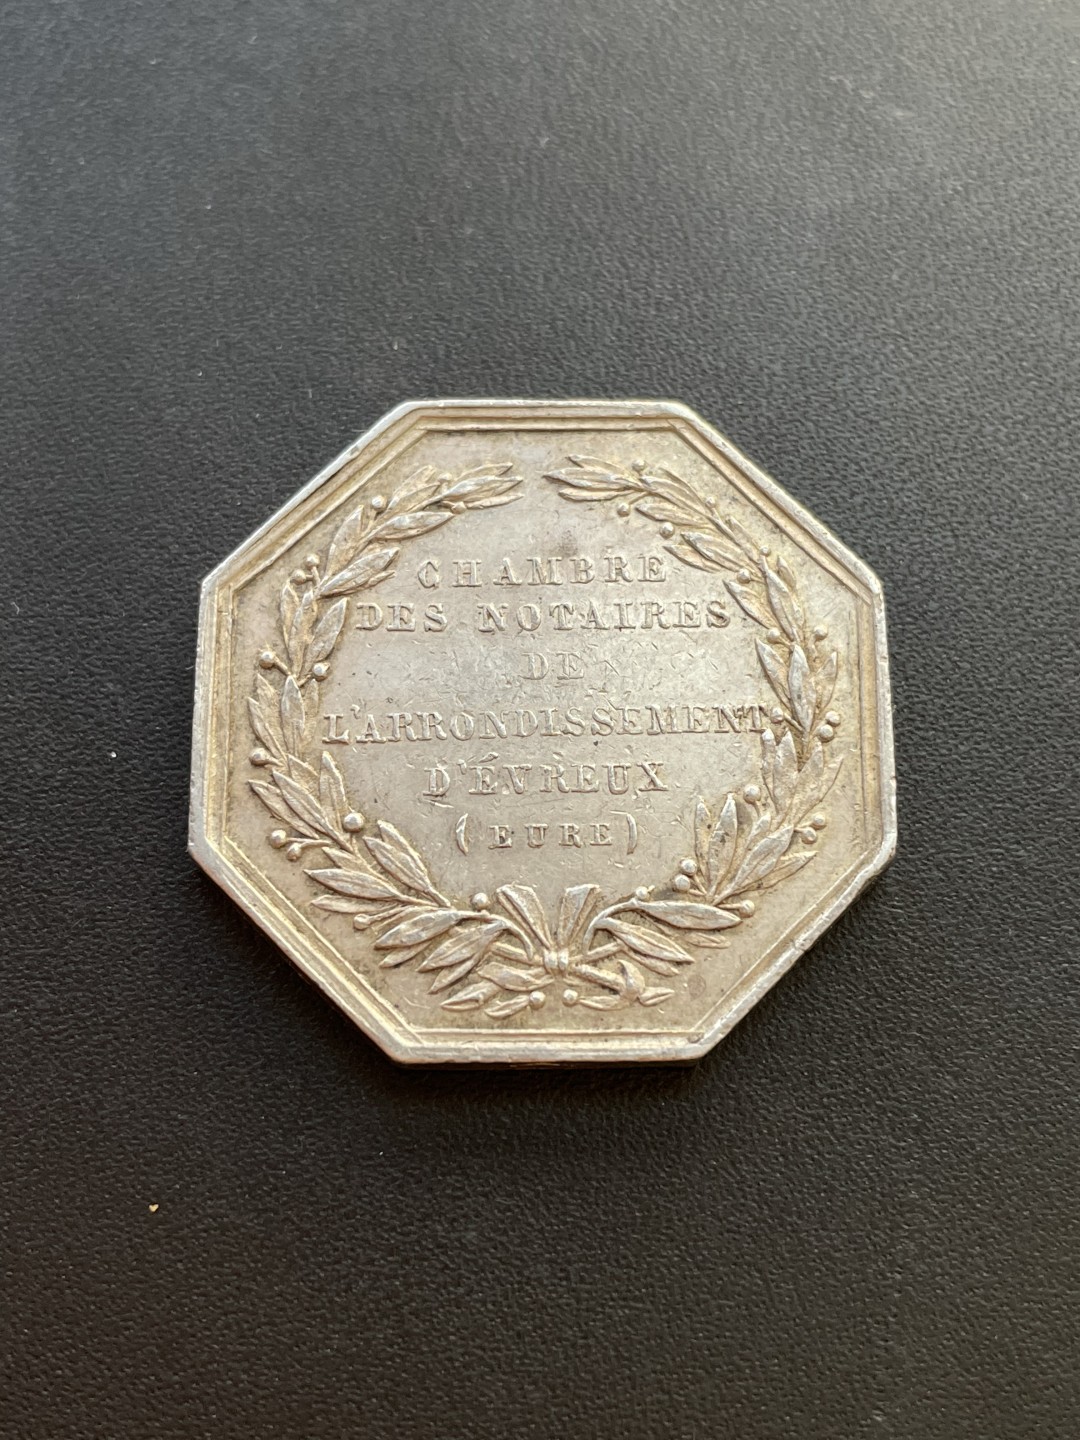 CHAMBRE
DES NOTAIRES
DE
L'ARRONDISSEMENT
D'ÉVREUX
(EURE)